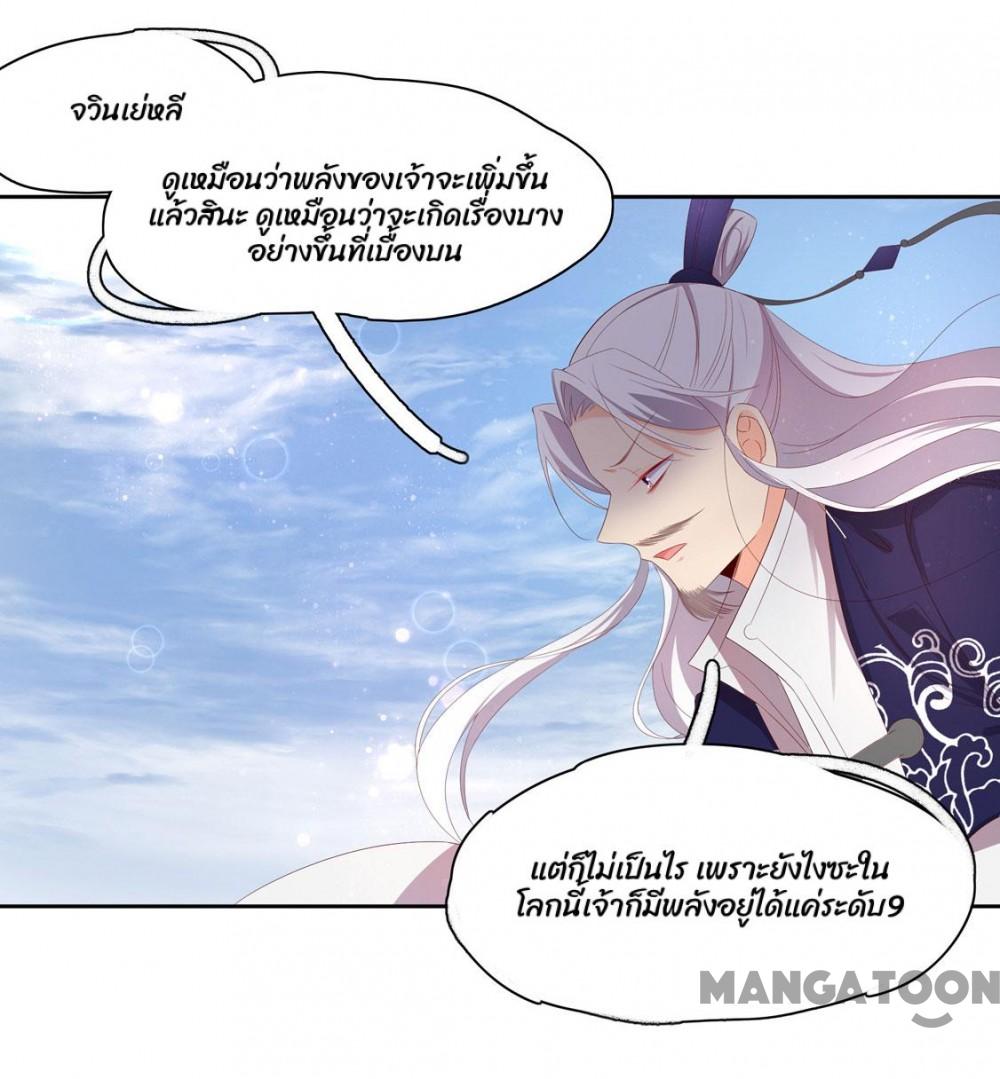 จวินเย่หลี
ดูเหมือนว่าพลังของเจ้าจะเพิ่มขึ้น
แล้วสินะ ดูเหมือนว่าจะเกิดเรื่องบาง
อย่างขึ้นที่เบื้องบน
แต่ก็ไม่เป็นไร เพราะยังไงซะใน
โลกนี้เจ้าก็มีพลังอยู่ได้แค่ระดับ9
MANGATOON